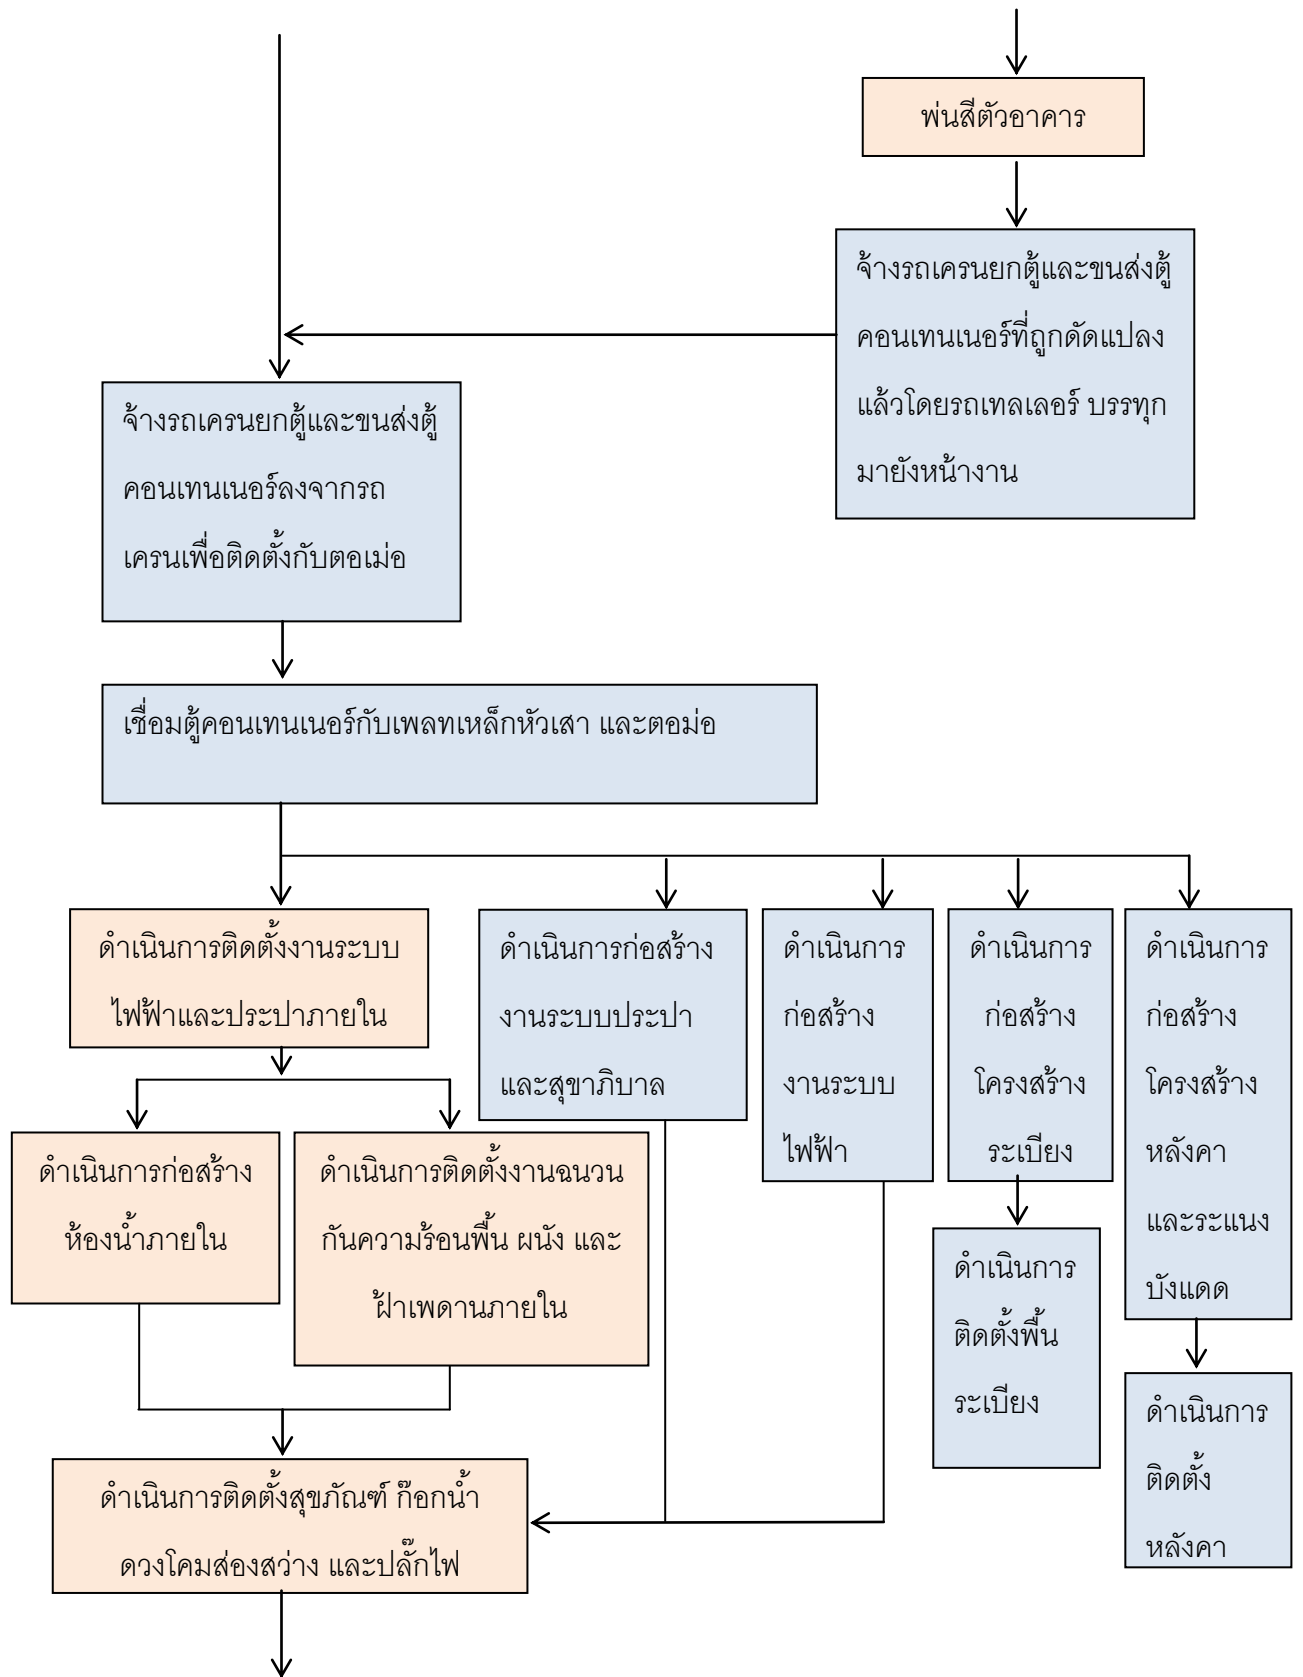 พ่นสีตัวอาคาร
จ้างรถเครนยกตู้และขนส่งตู้
คอนเทนเนอร์ที่ถูกดัดแปลง
แล้วโดยรถเทลเลอร์ บรรทุก
มายังหน้างาน
จ้างรถเครนยกตู้และขนส่งตู้
คอนเทนเนอร์ลงจากรถ
เครนเพื่อติดตั้งกับตอเม่อ
เชื่อมตู้คอนเทนเนอร์กับเพลทเหล็กหัวเสา และตอม่อ
ดำเนินการติดตั้งงานระบบ
ไฟฟ้าและประปาภายใน
ดำเนินการก่อสร้าง
งานระบบประปา
และสุขาภิบาล
ดำเนินการ
ก่อสร้าง
งานระบบ
ไฟฟ้า
ดำเนินการ
ก่อสร้าง
โครงสร้าง
ระเบียง
ดำเนินการ
ก่อสร้าง
โครงสร้าง
หลังคา
และระแนง
บังแดด
ดำเนินการก่อสร้าง
ห้องน้ำภายใน
ดำเนินการติดตั้งงานฉนวน
กันความร้อนพื้น ผนัง และ
ฝ้าเพดานภายใน
ดำเนินการ
ติดตั้งพื้น
ระเบียง
ดำเนินการ
ติดตั้ง
หลังคา
ดำเนินการติดตั้งสุขภัณฑ์ ก๊อกน้ำ
ดวงโคมส่องสว่าง และปลั๊กไฟ